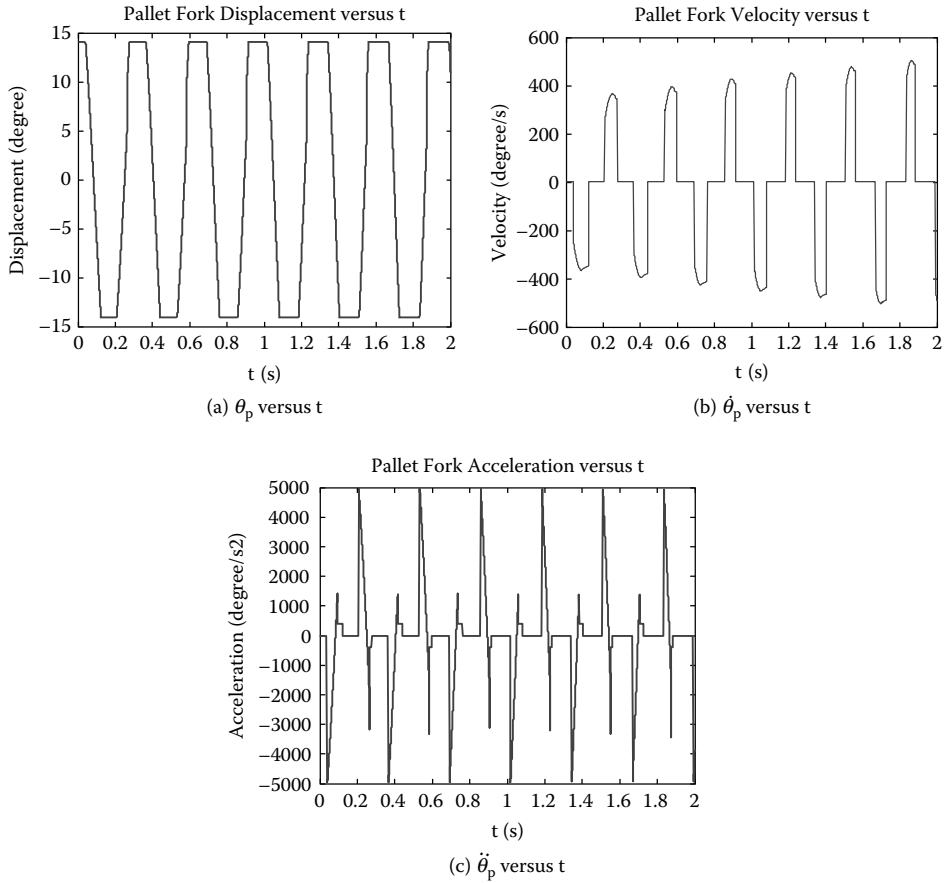 Pallet Fork Displacement versus t
15
10
5
0
−5
−10
−15
Displacement (degree)
0 0.2 0.4 0.6 0.8 1 1.2 1.4 1.6 1.8 2
t (s)
(a) θp versus t
Pallet Fork Velocity versus t
600
400
200
0
−200
−400
−600
Velocity (degree/s)
0 0.2 0.4 0.6 0.8 1 1.2 1.4 1.6 1.8 2
t (s)
(b) θ̇p versus t
Pallet Fork Acceleration versus t
5000
4000
3000
2000
1000
0
−1000
−2000
−3000
−4000
−5000
Acceleration (degree/s2)
0 0.2 0.4 0.6 0.8 1 1.2 1.4 1.6 1.8 2
t (s)
(c) θ̈p versus t